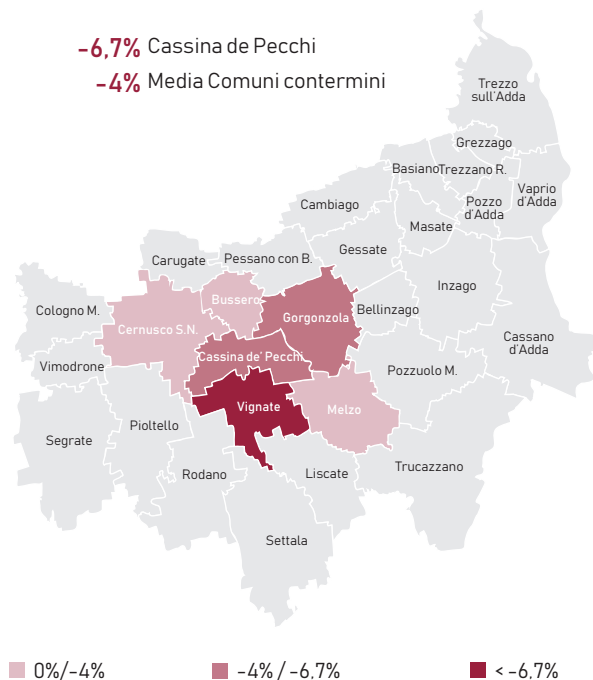 -6,7% Cassina de Pecchi
-4% Media Comuni contermini
Trezzo
sull'Adda
Grezzago
Basiano
Trezzano R.
Vaprio
d'Adda
Pozzo
d'Adda
Cambiago
Masate
Gessate
Carugate
Pessano con B.
Inzago
Bussero
Cologno M.
Gorgonzola
Bellinzago
Cernusco S.N.
Cassano
d'Adda
Cassina de' Pecchi
Vimodrone
Pozzuolo M.
Vignate
Melzo
Pioltello
Segrate
Trucazzano
Rodano
Liscate
Settala
0%/-4%
-4% / -6,7%
< -6,7%